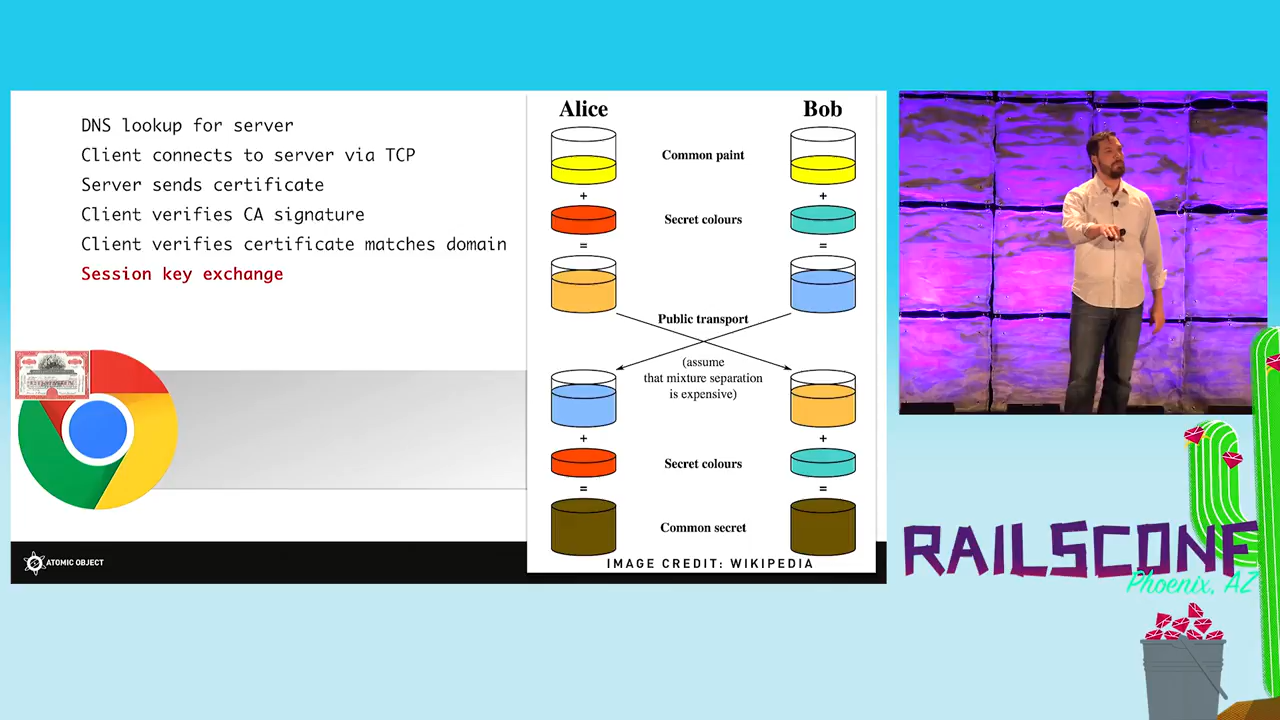 DNS lookup for server
Client connects to server via TCP
Server sends certificate
Client verifies CA signature
Client verifies certificate matches domain
Session key exchange
Alice
Bob
Common paint
+
+
Secret colours
=
=
Public transport
(assume
that mixture separation
is expensive)
+
+
Secret colours
=
=
Common secret
IMAGE CREDIT: WIKIPEDIA
ATOMIC OBJECT
RAILSCONF
Phoenix, AZ